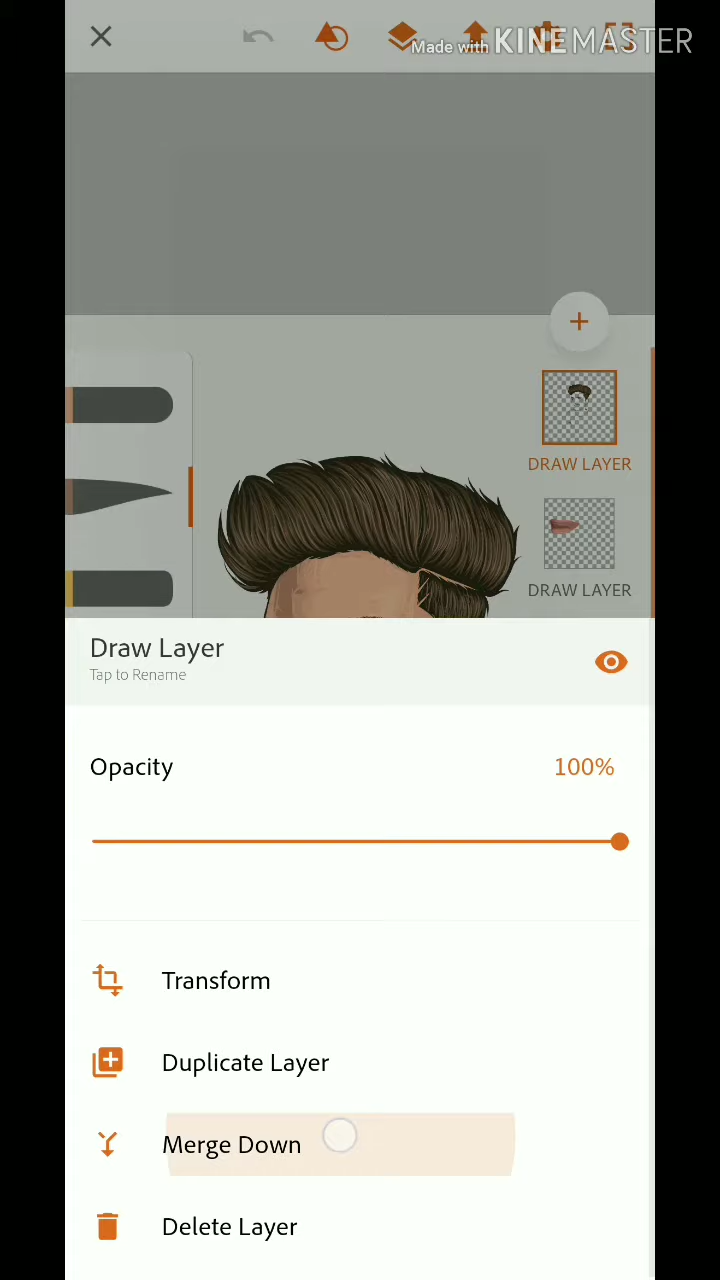 Made with KINEMASTER
DRAW LAYER
DRAW LAYER
Draw Layer
Tap to Rename
Opacity 100%
Transform
Duplicate Layer
Merge Down
Delete Layer